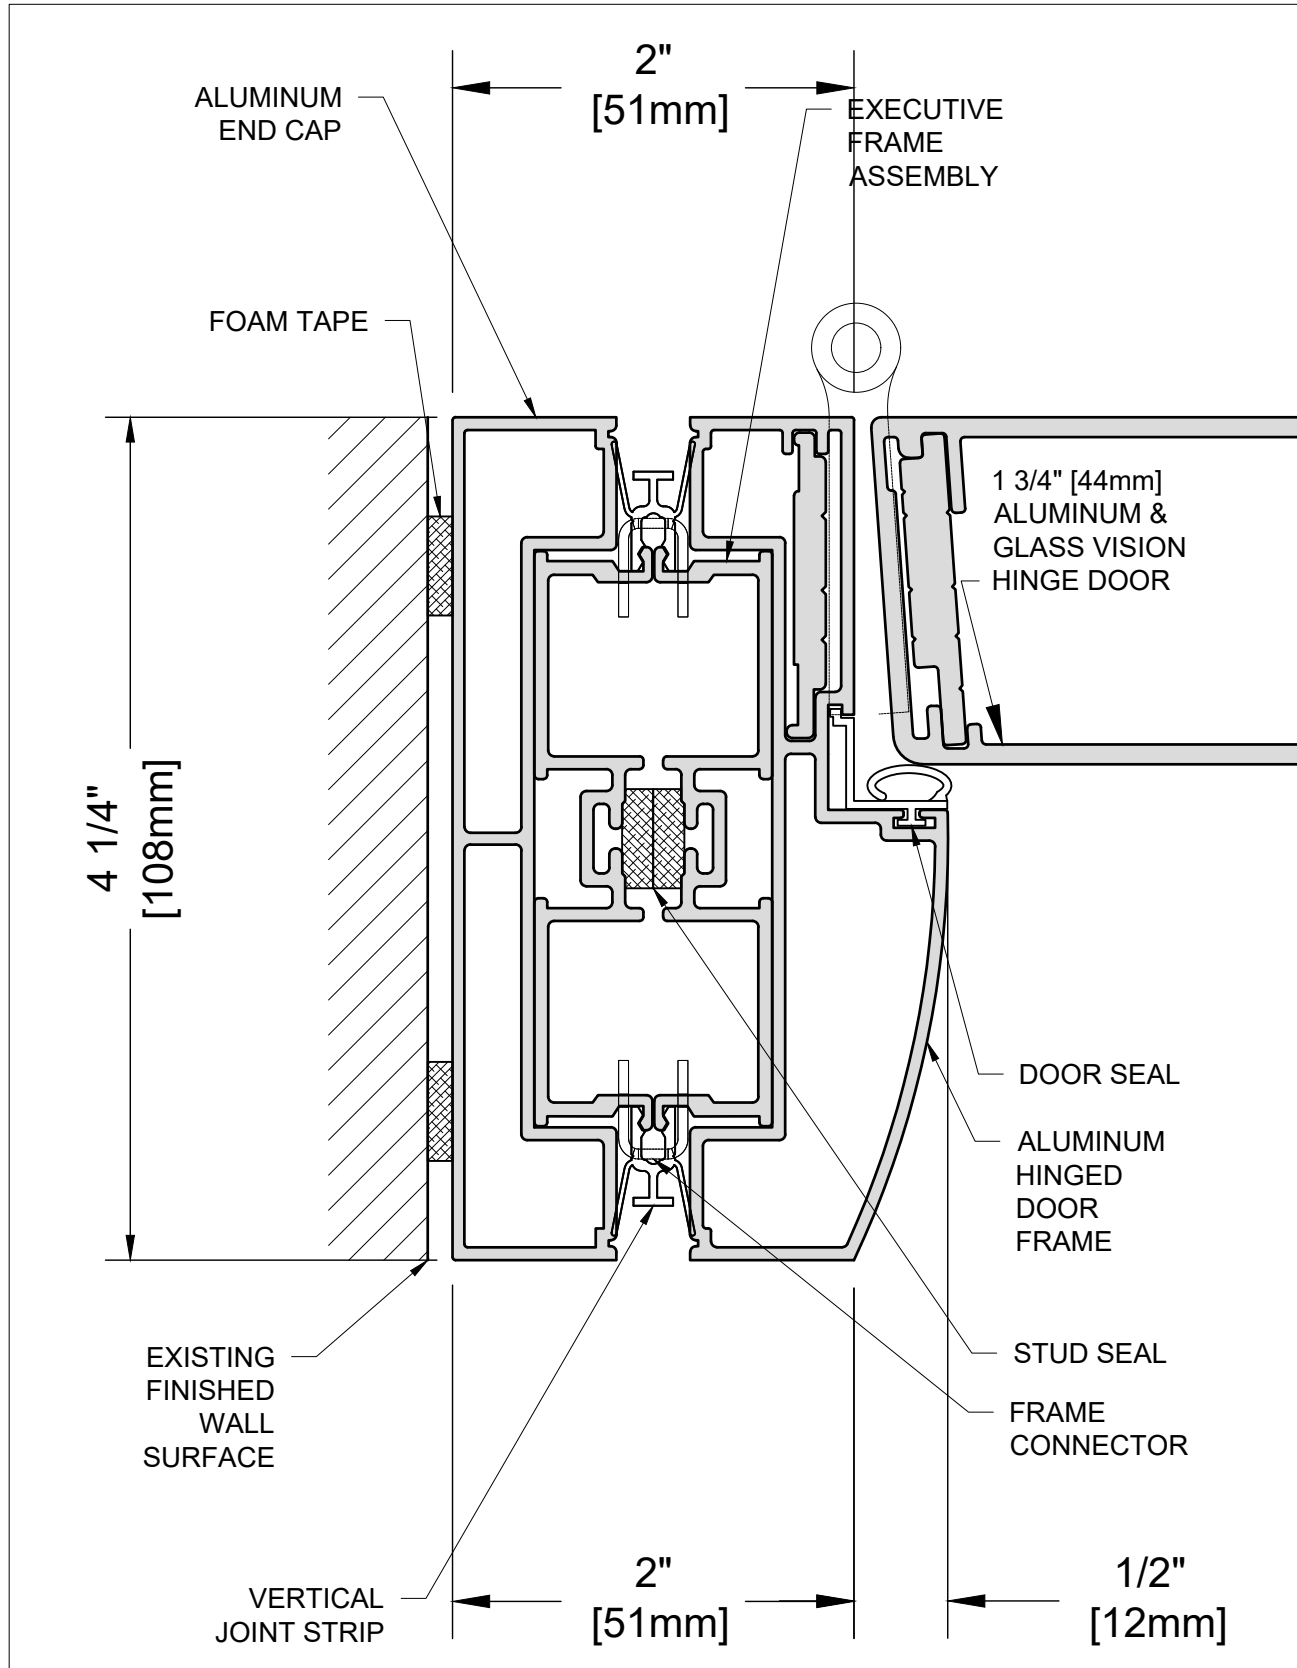 2"
[51mm]
ALUMINUM
END CAP
EXECUTIVE
FRAME
ASSEMBLY
FOAM TAPE
1 3/4" [44mm]
ALUMINUM &
GLASS VISION
HINGE DOOR
4 1/4"
[108mm]
DOOR SEAL
ALUMINUM
HINGED
DOOR
FRAME
EXISTING
FINISHED
WALL
SURFACE
STUD SEAL
FRAME
CONNECTOR
VERTICAL
JOINT STRIP
2"
[51mm]
1/2"
[12mm]